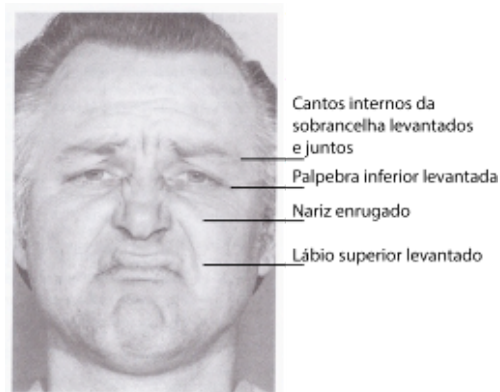 Cantos internos da
sobrancelha levantados
e juntos
Palpebra inferior levantada
Nariz enrugado
Lábio superior levantado